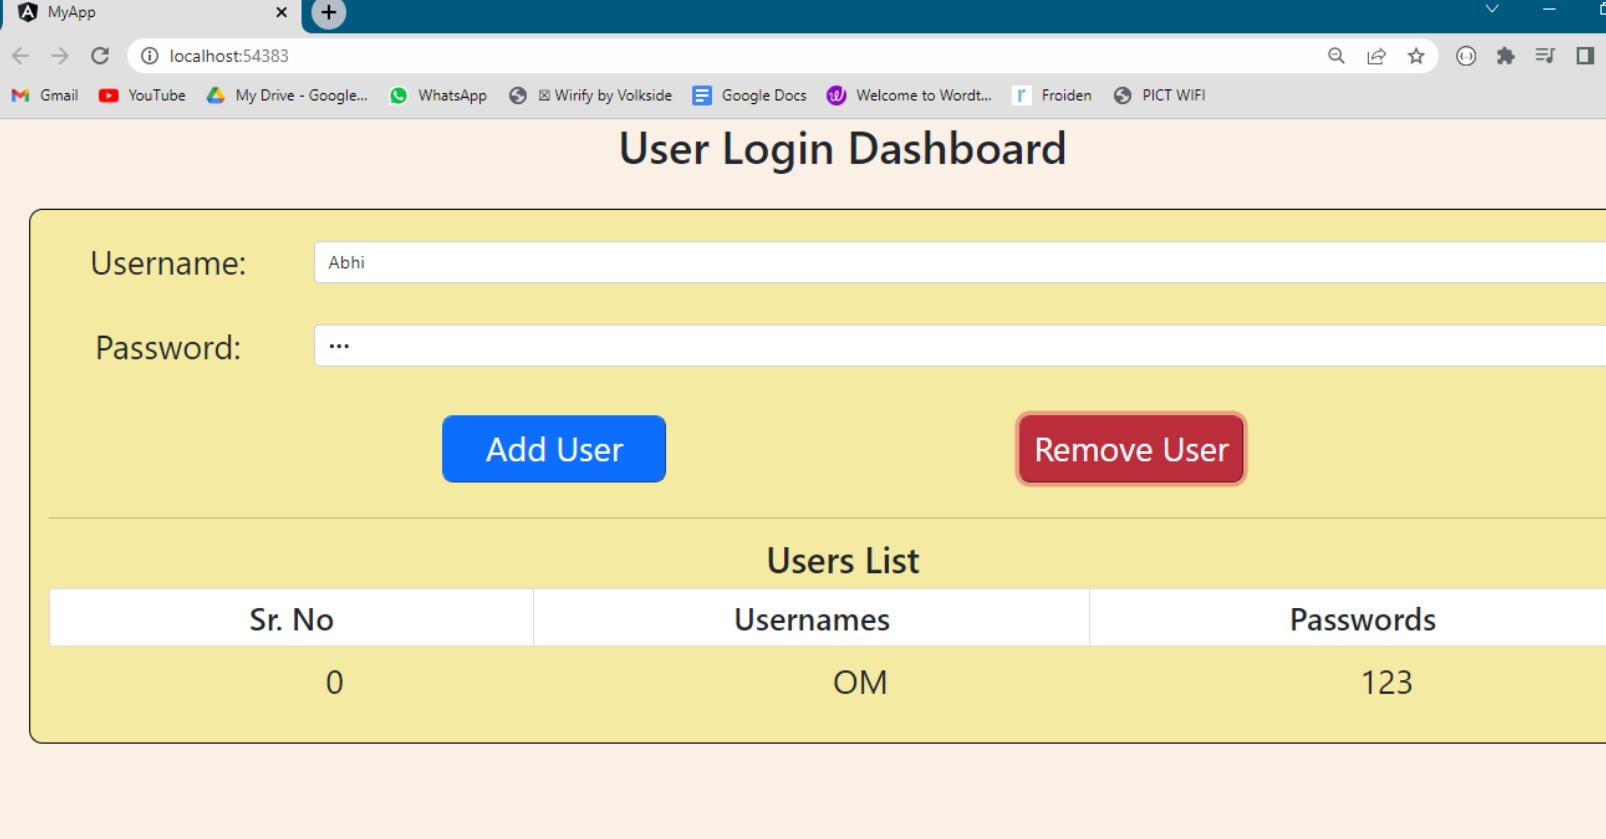 MyApp
localhost:54383
Gmail YouTube My Drive - Google... WhatsApp Wirify by Volkside Google Docs Welcome to Wordt... Froiden PICT WIFI
User Login Dashboard
Username: Abhi
Password: •••
Add User Remove User
Users List
Sr. No Usernames Passwords
0 OM 123